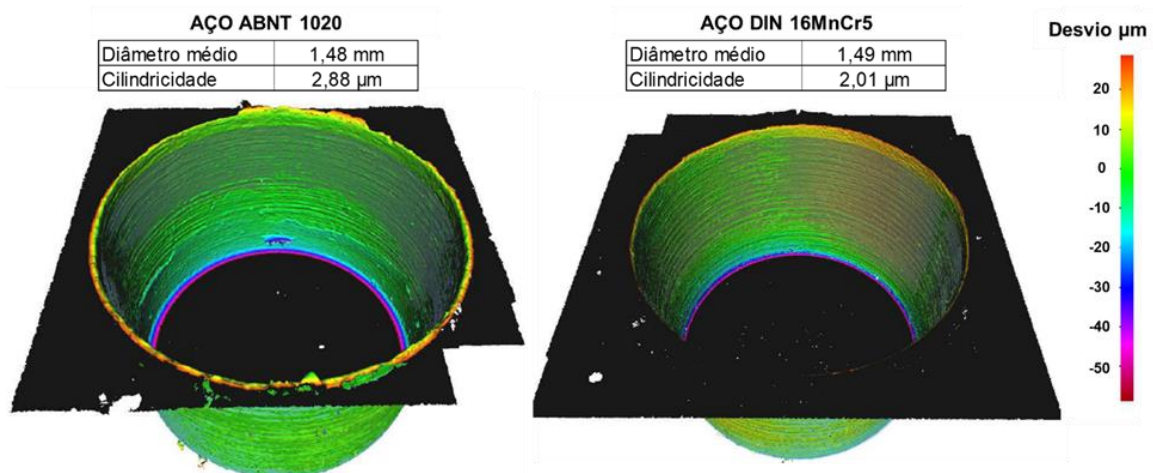 AÇO ABNT 1020
Diâmetro médio 1,48 mm
Cilindricidade 2,88 µm
AÇO DIN 16MnCr5
Diâmetro médio 1,49 mm
Cilindricidade 2,01 µm
Desvio µm
20
10
0
-10
-20
-30
-40
-50